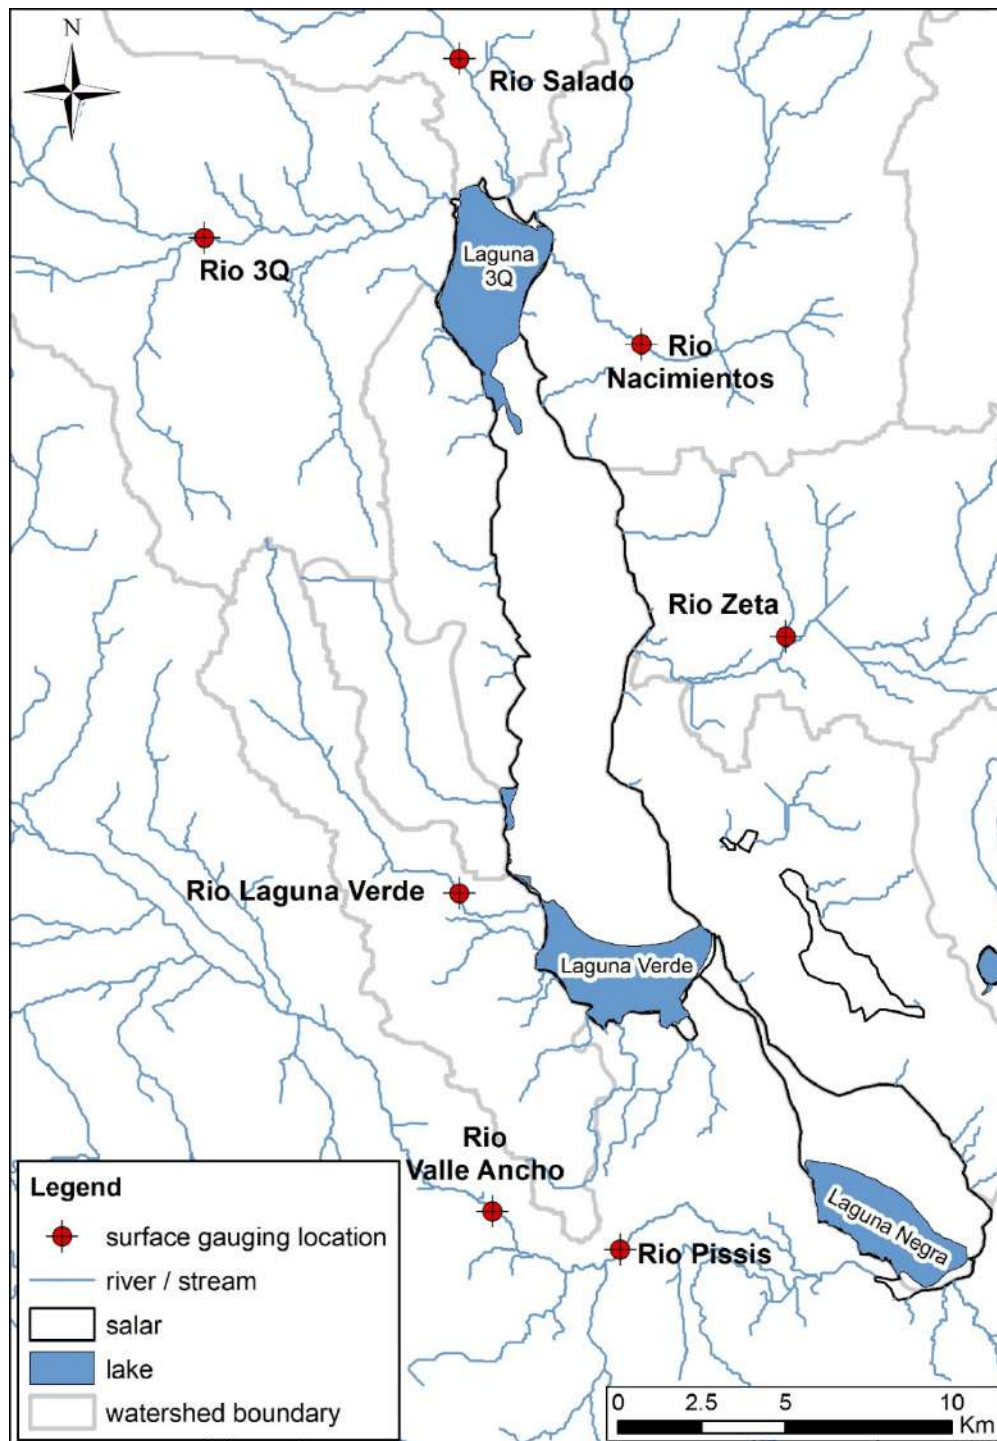 N
Rio Salado
Laguna
3Q
Rio 3Q
Rio
Nacimientos
Rio Zeta
Rio Laguna Verde
Laguna Verde
Rio
Valle Ancho
Laguna Negra
Rio Pissis
Legend
surface gauging location
river / stream
salar
lake
watershed boundary
0 2.5 5 10
Km